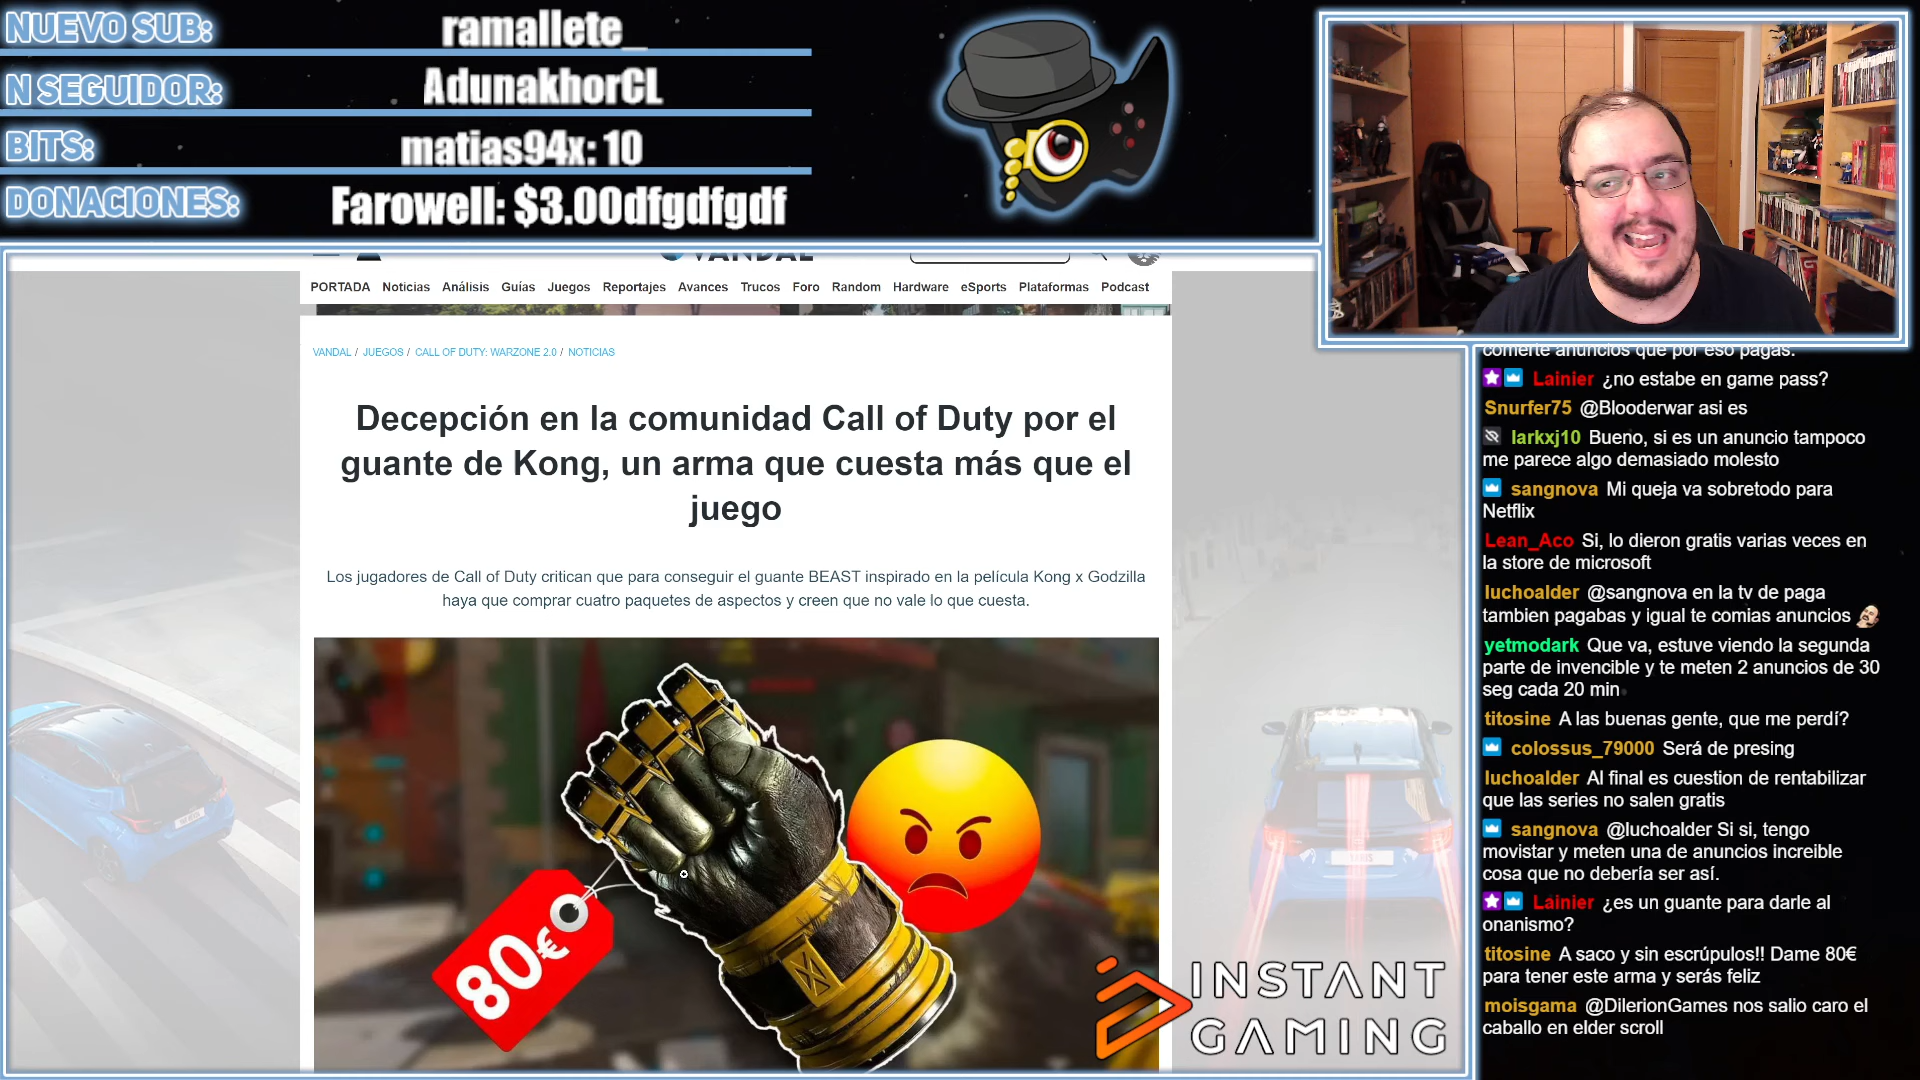 NUEVO SUB:
ramallete_
N SEGUIDOR:
AdunakhorCL
BITS:
matias94x: 10
DONACIONES:
Farowell: $3.00dfgdfgdf
VANDAL
PORTADA Noticias Análisis Guías Juegos Reportajes Avances Trucos Foro Random Hardware eSports Plataformas Podcast
VANDAL / JUEGOS / CALL OF DUTY: WARZONE 2.0 / NOTICIAS
Decepción en la comunidad Call of Duty por el
guante de Kong, un arma que cuesta más que el
juego
Los jugadores de Call of Duty critican que para conseguir el guante BEAST inspirado en la película Kong x Godzilla
haya que comprar cuatro paquetes de aspectos y creen que no vale lo que cuesta.
80€
INSTANT
GAMING
comerte anuncios que por eso pagas.
Lainier ¿no estabe en game pass?
Snurfer75 @Blooderwar asi es
larkxj10 Bueno, si es un anuncio tampoco
me parece algo demasiado molesto
sangnova Mi queja va sobretodo para
Netflix
Lean_Aco Si, lo dieron gratis varias veces en
la store de microsoft
luchoalder @sangnova en la tv de paga
tambien pagabas y igual te comias anuncios
yetmodark Que va, estuve viendo la segunda
parte de invencible y te meten 2 anuncios de 30
seg cada 20 min
titosine A las buenas gente, que me perdí?
colossus_79000 Será de presing
luchoalder Al final es cuestion de rentabilizar
que las series no salen gratis
sangnova @luchoalder Si si, tengo
movistar y meten una de anuncios increible
cosa que no debería ser así.
Lainier ¿es un guante para darle al
onanismo?
titosine A saco y sin escrúpulos!! Dame 80€
para tener este arma y serás feliz
moisgama @DilerionGames nos salio caro el
caballo en elder scroll